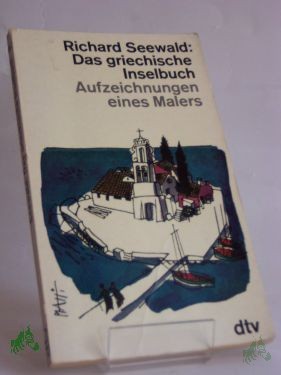 Richard Seewald:
Das griechische
Inselbuch
Aufzeichnungen
eines Malers
dtv